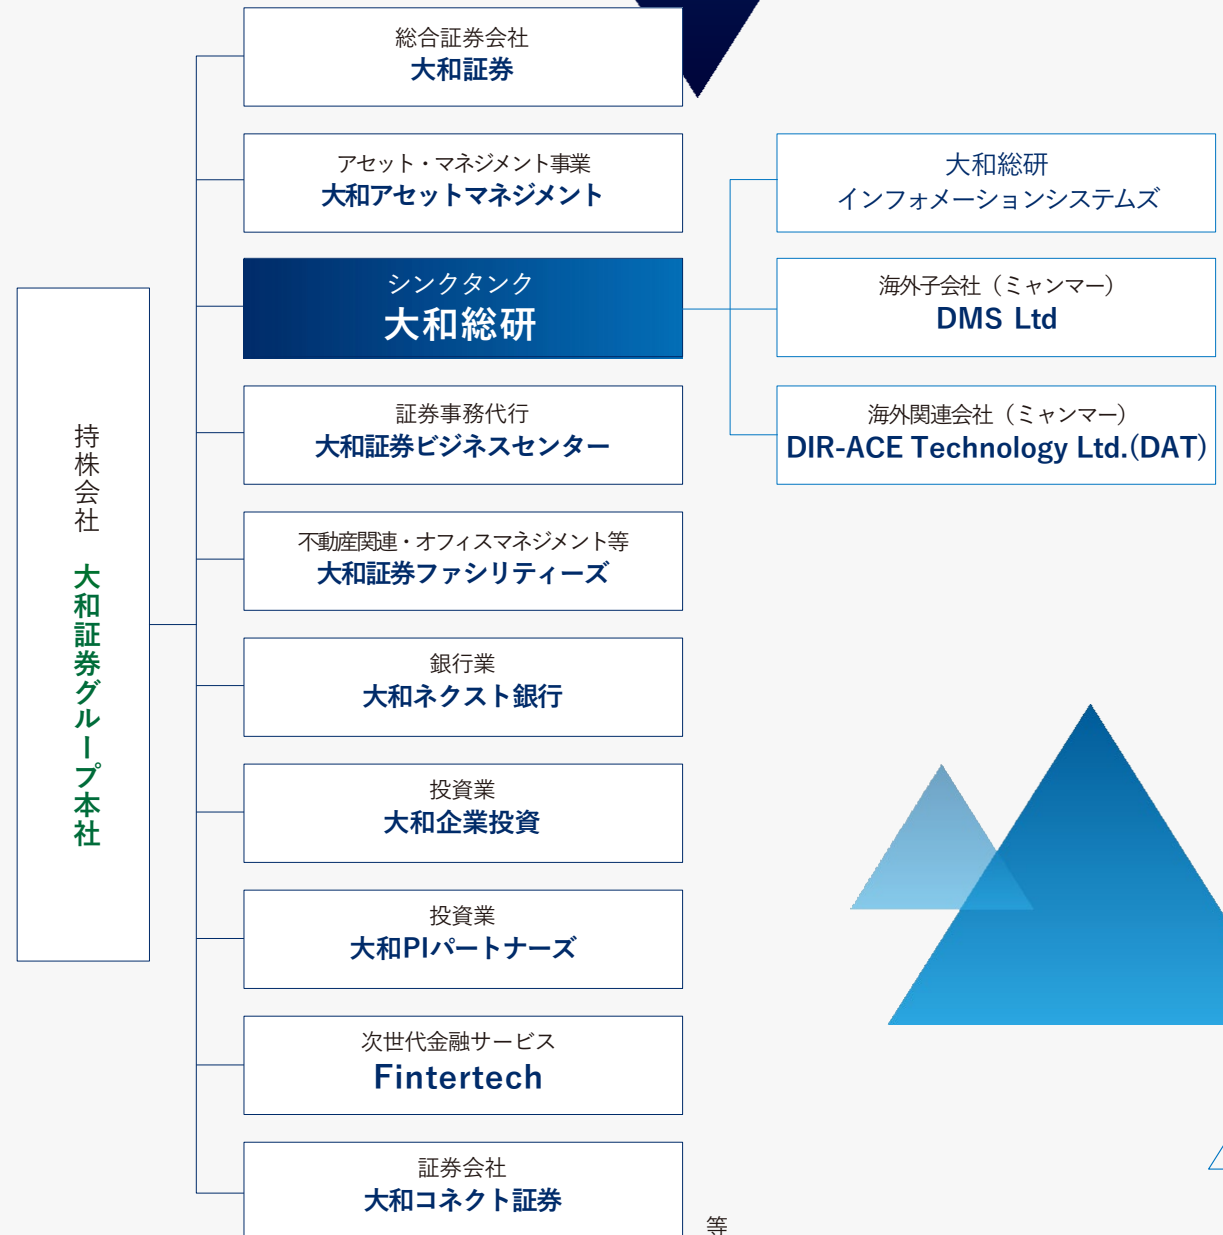 持株会社　大和証券グループ本社
総合証券会社
大和証券
アセット・マネジメント事業
大和アセットマネジメント
シンクタンク
大和総研
大和総研
インフォメーションシステムズ
海外子会社（ミャンマー）
DMS Ltd
海外関連会社（ミャンマー）
DIR-ACE Technology Ltd.(DAT)
証券事務代行
大和証券ビジネスセンター
不動産関連・オフィスマネジメント等
大和証券ファシリティーズ
銀行業
大和ネクスト銀行
投資業
大和企業投資
投資業
大和PIパートナーズ
次世代金融サービス
Fintertech
証券会社
大和コネクト証券
等